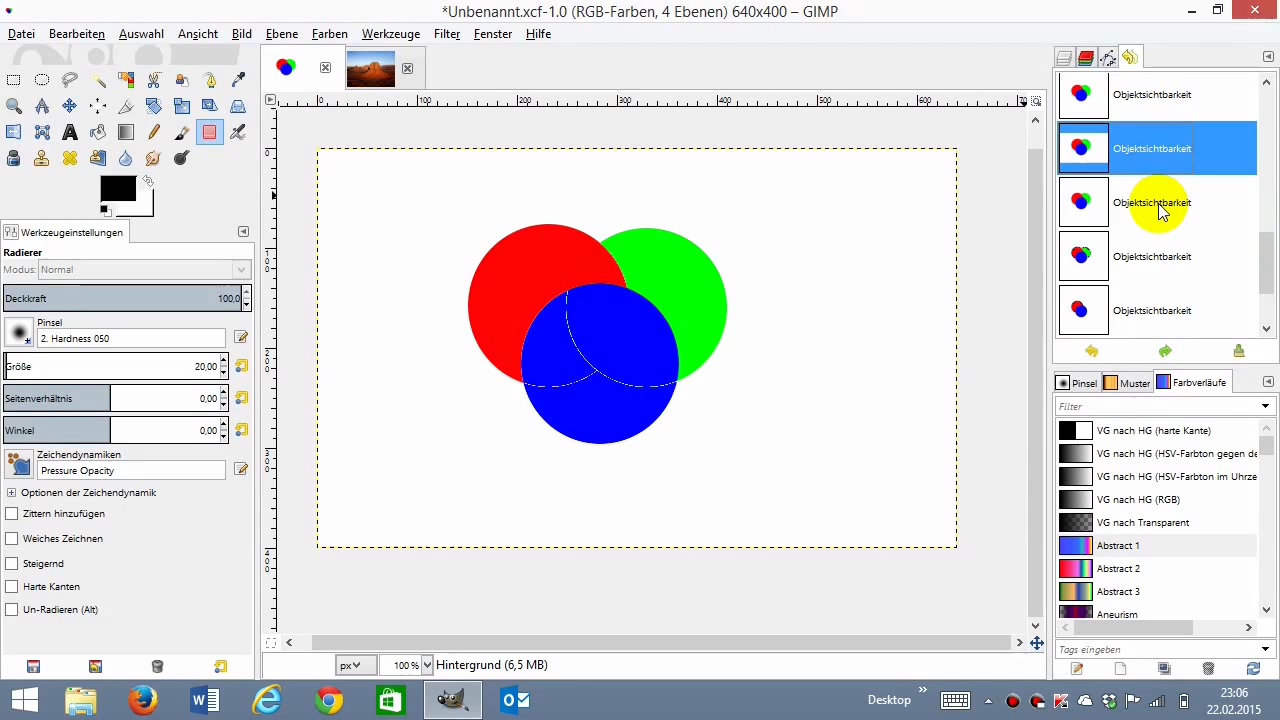 *Unbenannt.xcf-1.0 (RGB-Farben, 4 Ebenen) 640x400 – GIMP
Datei Bearbeiten Auswahl Ansicht Bild Ebene Farben Werkzeuge Filter Fenster Hilfe
0 100 200 300 400 500 600
0
100
200
300
400
Werkzeugeinstellungen
Radierer
Modus: Normal
Deckkraft 100,0
Pinsel
2. Hardness 050
Größe 20,00
Seitenverhältnis 0,00
Winkel 0,00
Zeichendynamiken
Pressure Opacity
Optionen der Zeichendynamik
Zittern hinzufügen
Weiches Zeichnen
Steigernd
Harte Kanten
Un-Radieren (Alt)
px 100 % Hintergrund (6,5 MB)
Objektsichtbarkeit
Objektsichtbarkeit
Objektsichtbarkeit
Objektsichtbarkeit
Objektsichtbarkeit
Pinsel Muster Farbverläufe
Filter
VG nach HG (harte Kante)
VG nach HG (HSV-Farbton gegen de
VG nach HG (HSV-Farbton im Uhrze
VG nach HG (RGB)
VG nach Transparent
Abstract 1
Abstract 2
Abstract 3
Aneurism
Tags eingeben
Desktop
23:06
22.02.2015